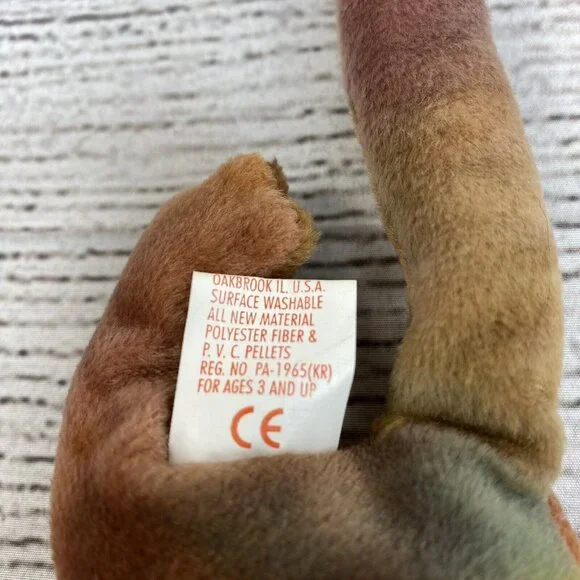 OAKBROOK IL. U.S.A.
SURFACE WASHABLE
ALL NEW MATERIAL
POLYESTER FIBER &
P. V. C. PELLETS
REG. NO PA-1965(KR)
FOR AGES 3 AND UP
CE